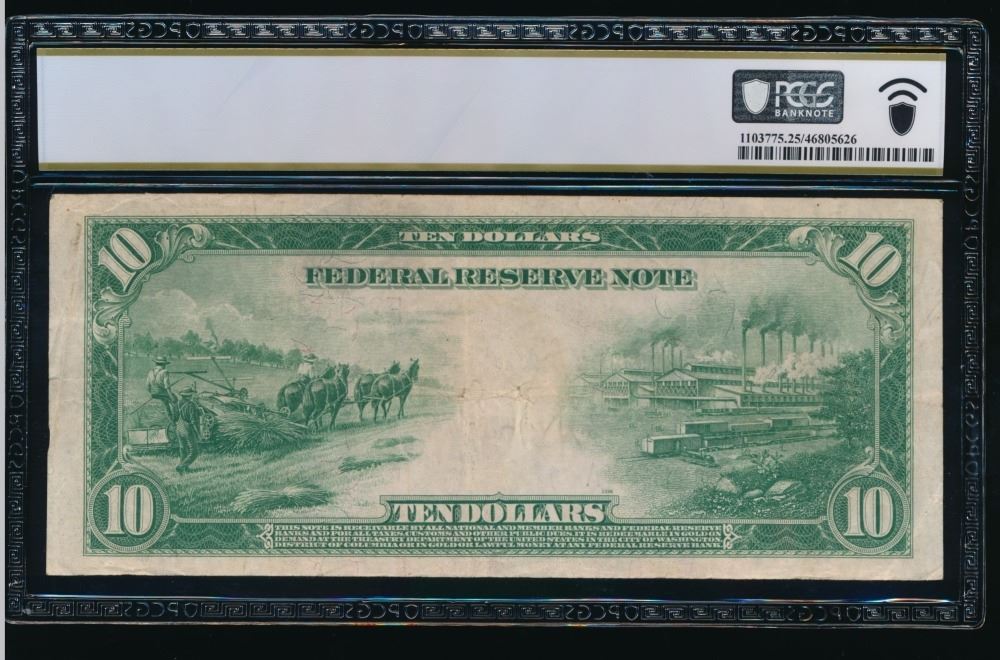 PCGS
BANKNOTE
1103775.25/46805626
10 TEN DOLLARS 10
FEDERAL RESERVE NOTE
10 TEN DOLLARS 10
THIS NOTE IS RECEIVABLE BY ALL NATIONAL AND MEMBER BANKS AND FEDERAL RESERVE
BANKS AND FOR ALL TAXES, CUSTOMS AND OTHER PUBLIC DUES. IT IS REDEEMABLE IN GOLD ON
DEMAND AT THE TREASURY DEPARTMENT OF THE UNITED STATES IN THE CITY OF WASHINGTON,
DISTRICT OF COLUMBIA OR IN GOLD OR LAWFUL MONEY AT ANY FEDERAL RESERVE BANK.